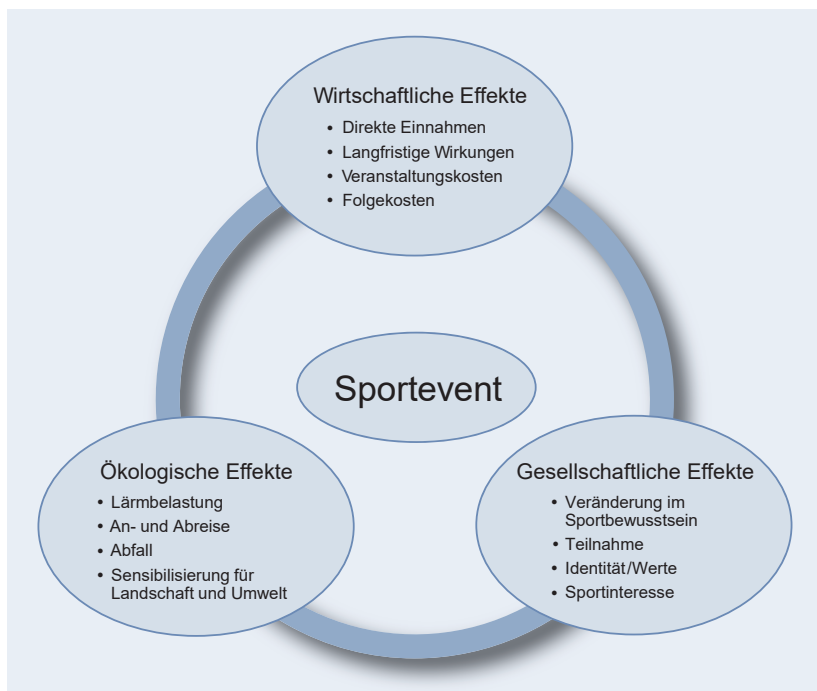 Wirtschaftliche Effekte
• Direkte Einnahmen
• Langfristige Wirkungen
• Veranstaltungskosten
• Folgekosten
Sportevent
Ökologische Effekte
• Lärmbelastung
• An- und Abreise
• Abfall
• Sensibilisierung für
Landschaft und Umwelt
Gesellschaftliche Effekte
• Veränderung im
Sportbewusstsein
• Teilnahme
• Identität/Werte
• Sportinteresse